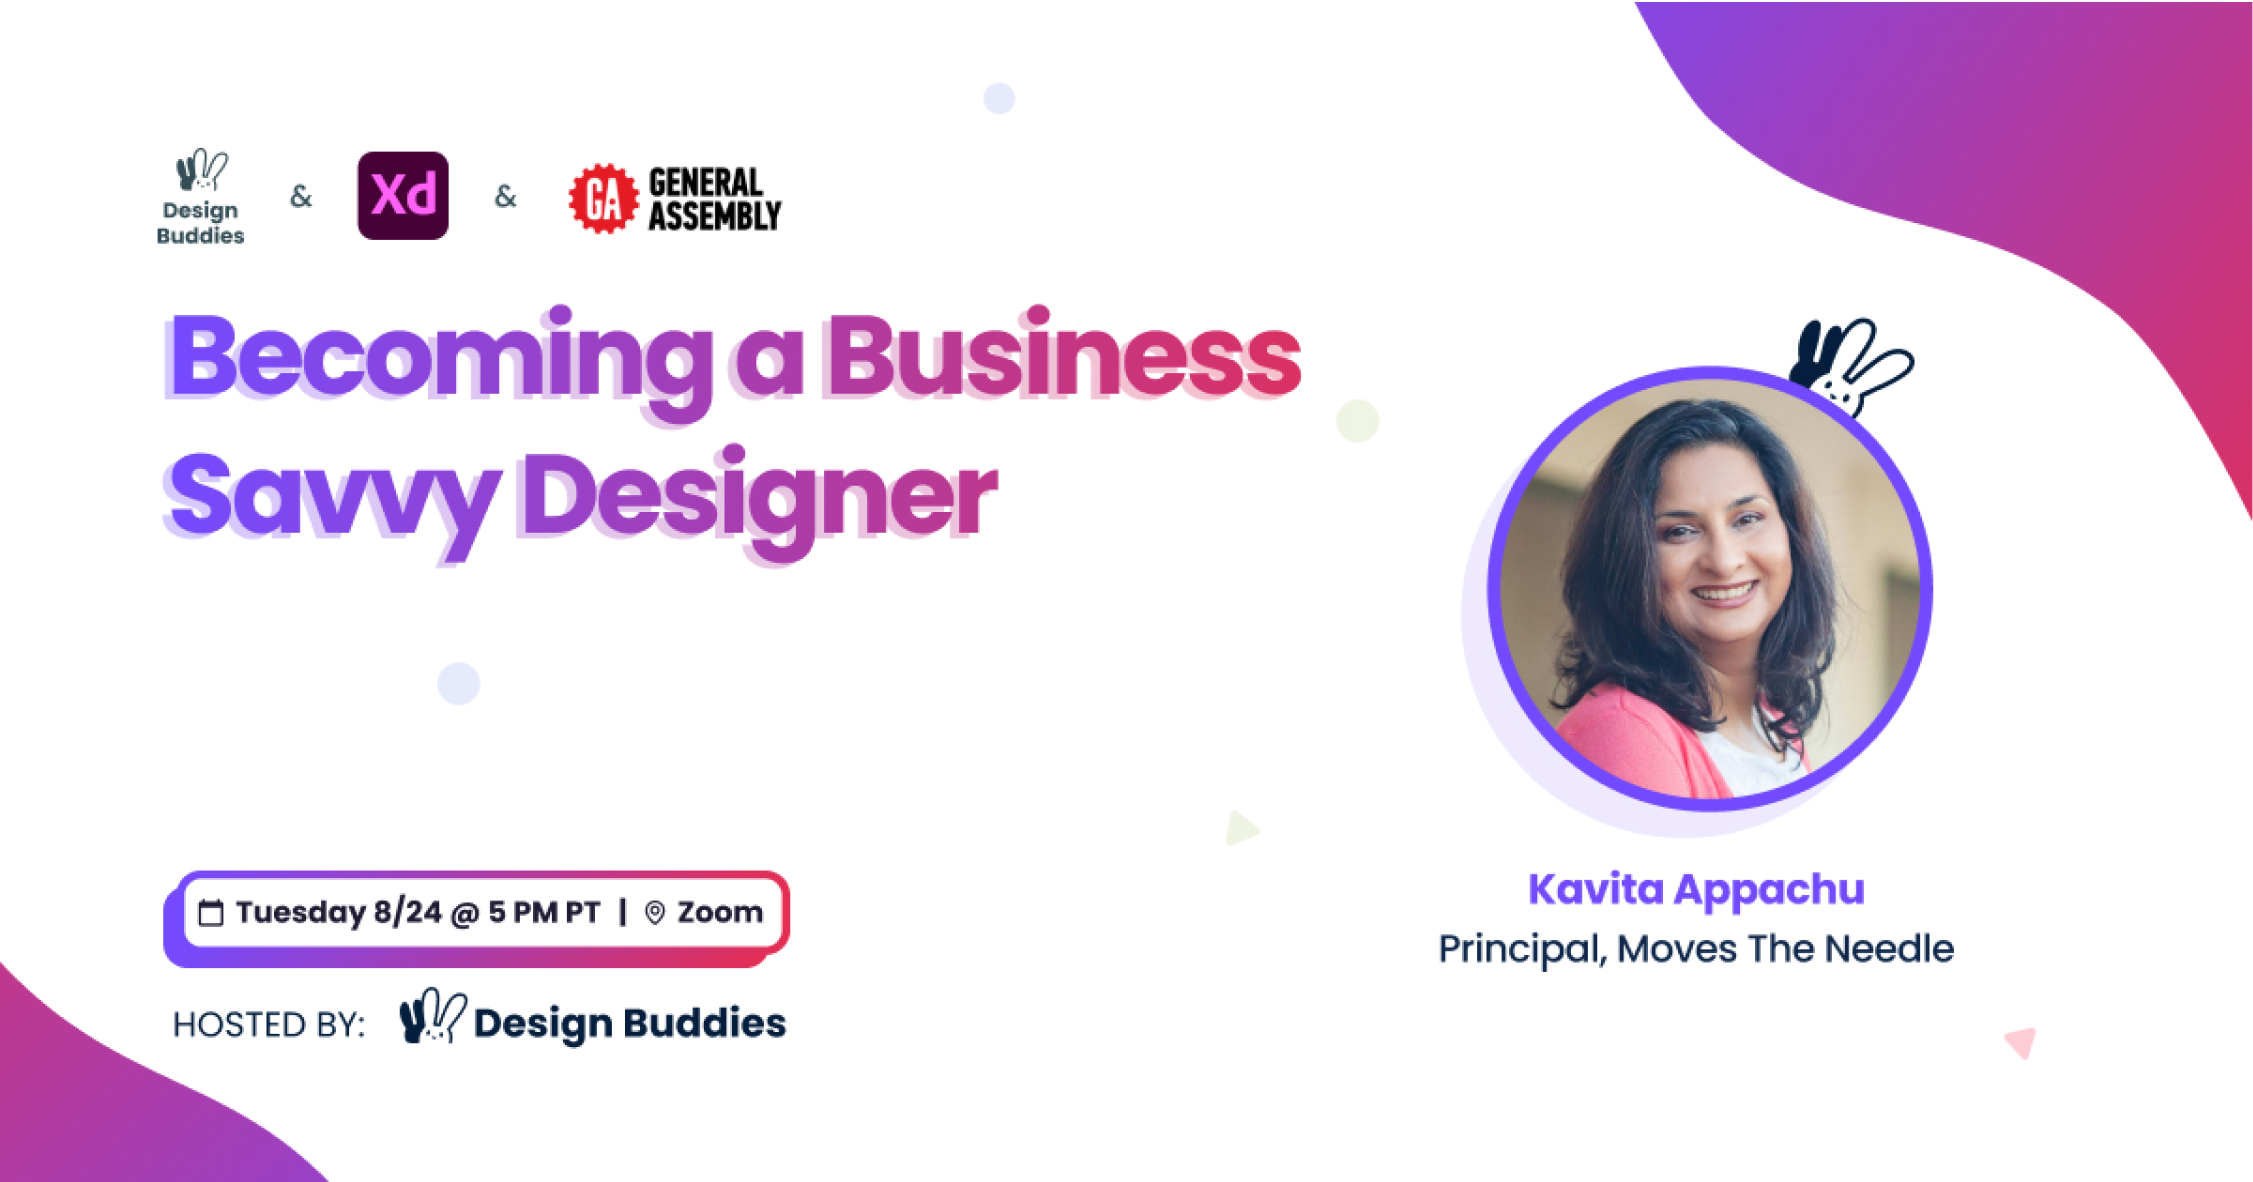 Design
Buddies
&
Xd
&
GA
GENERAL
ASSEMBLY
Becoming a Business
Savvy Designer
Tuesday 8/24 @ 5 PM PT | Zoom
HOSTED BY: Design Buddies
Kavita Appachu
Principal, Moves The Needle